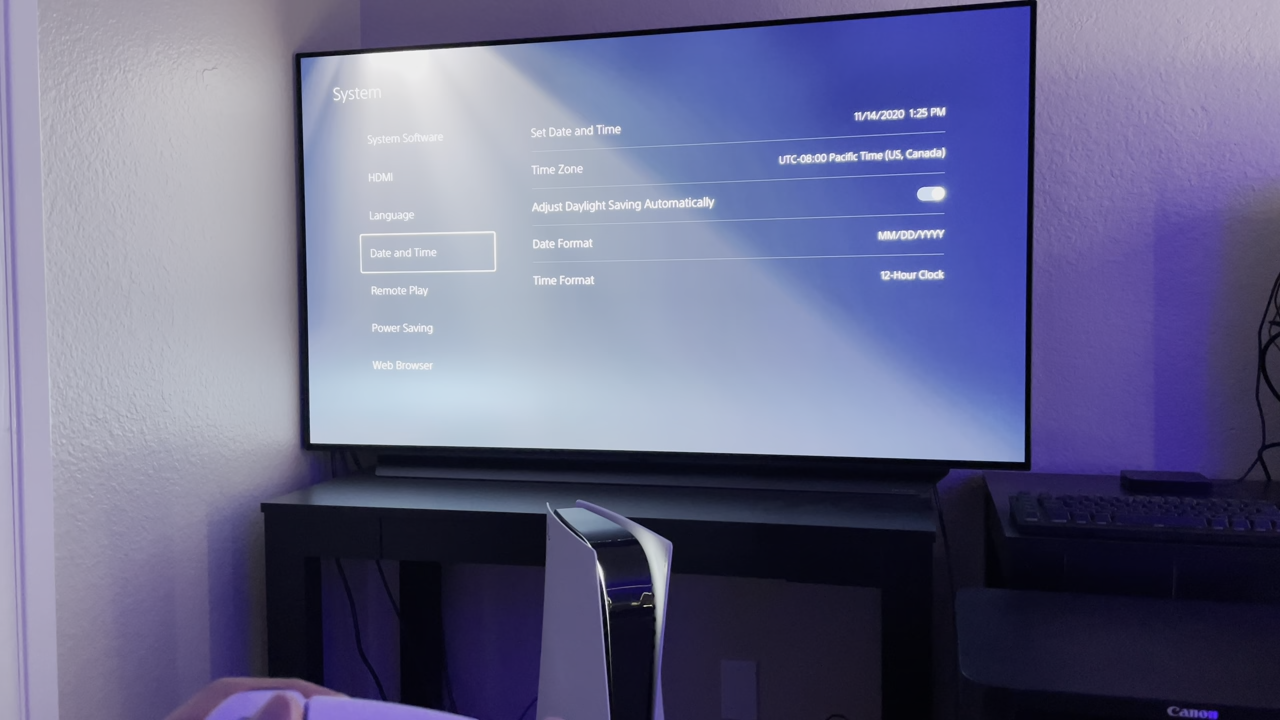 System
System Software
HDMI
Language
Date and Time
Remote Play
Power Saving
Web Browser
Set Date and Time 11/14/2020 1:25 PM
Time Zone UTC-08:00 Pacific Time (US, Canada)
Adjust Daylight Saving Automatically
Date Format MM/DD/YYYY
Time Format 12-Hour Clock
Canon